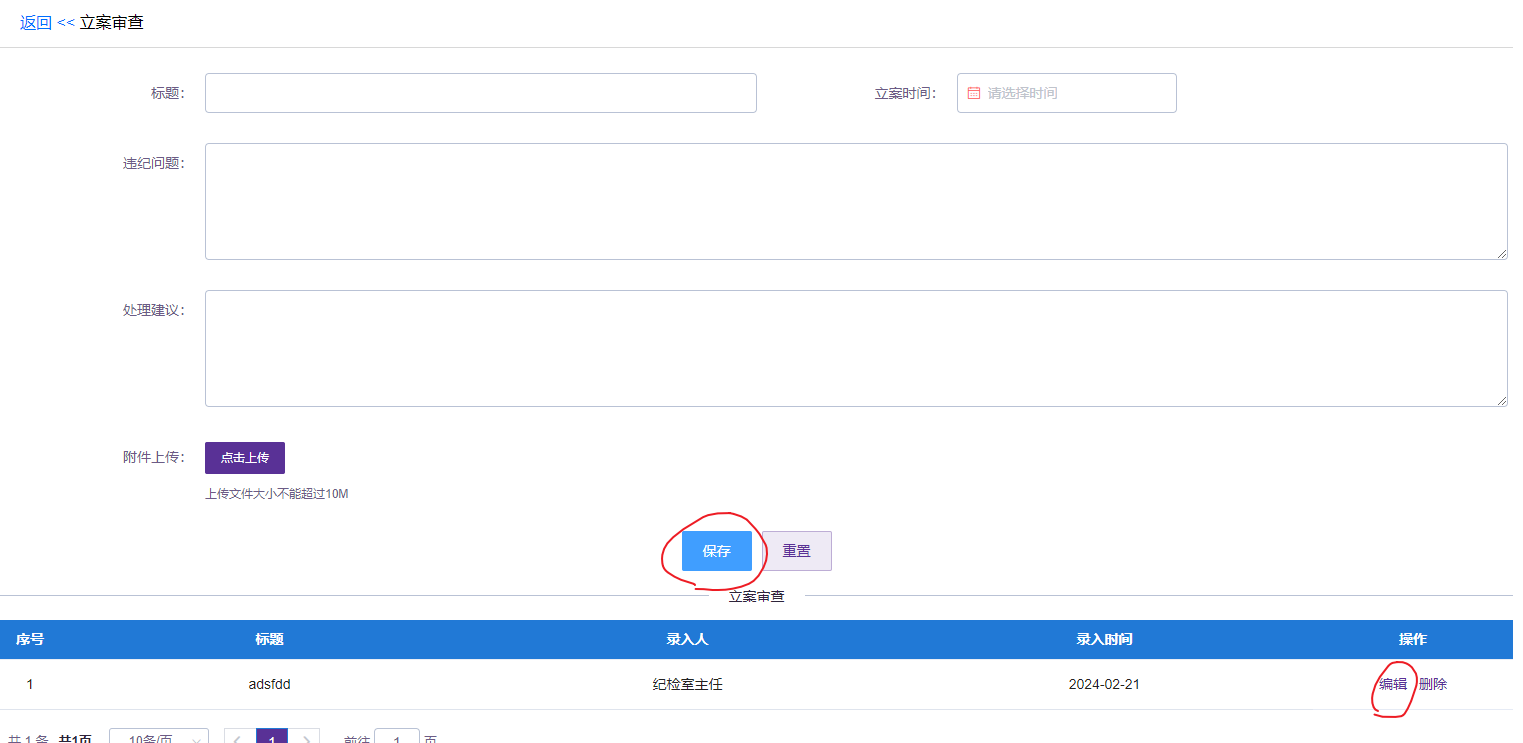 返回 << 立案审查
标题: 立案时间: 请选择时间
违纪问题:
处理建议:
附件上传: 点击上传
上传文件大小不能超过10M
保存 重置
立案审查
序号 标题 录入人 录入时间 操作
1 adsfdd 纪检室主任 2024-02-21 编辑 删除
共 1 条 共1页 10条/页 1 前往 1 页